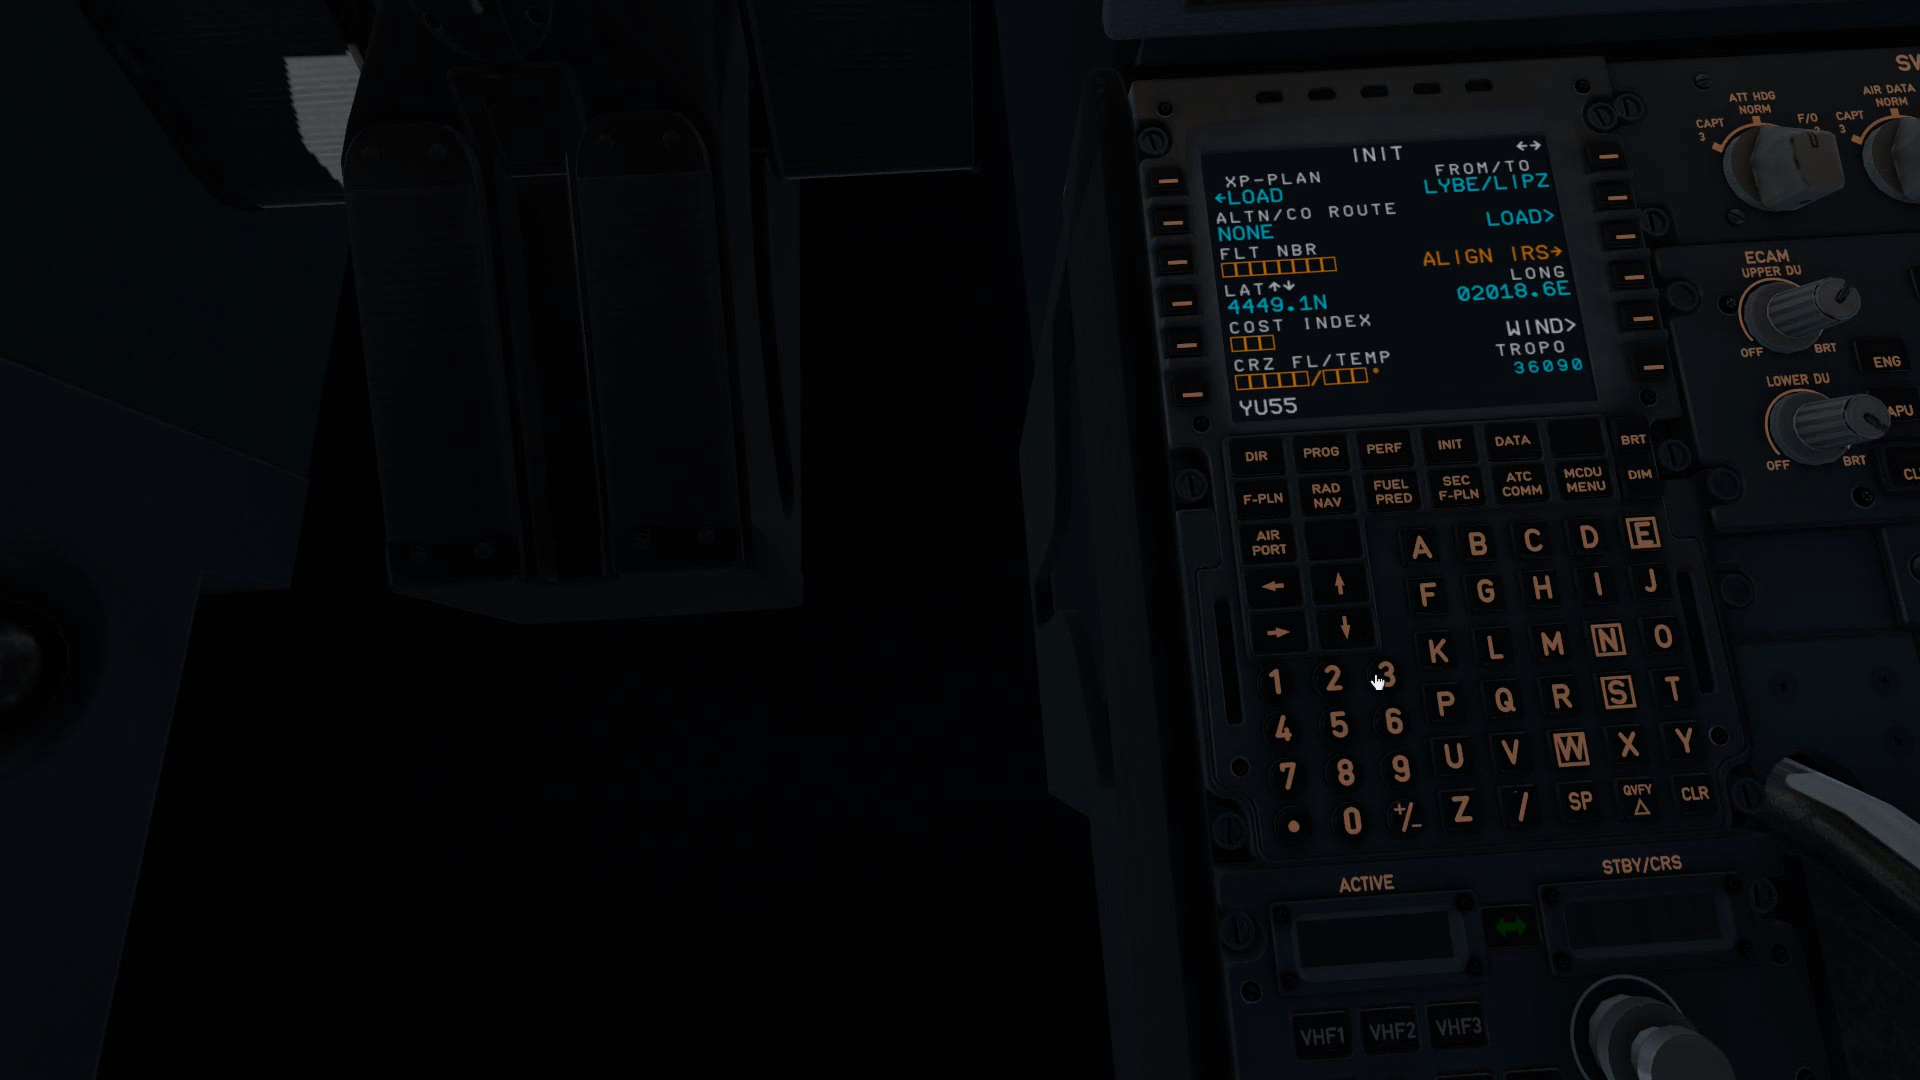 INIT ←→
XP-PLAN FROM/TO
←LOAD LYBE/LIPZ
ALTN/CO ROUTE
NONE LOAD>
FLT NBR
ALIGN IRS→
LAT↑↓ LONG
4449.1N 02018.6E
COST INDEX
WIND>
CRZ FL/TEMP TROPO
/ ° 36090
YU55
DIR PROG PERF INIT DATA BRT
F-PLN RAD NAV FUEL PRED SEC F-PLN ATC COMM MCDU MENU DIM
AIR PORT
A B C D E
← ↑ F G H I J
→ ↓ K L M N O
1 2 3 P Q R S T
4 5 6 U V W X Y
7 8 9 Z / SP OVFY △ CLR
. 0 +/-
ACTIVE STBY/CRS
VHF1 VHF2 VHF3
ATT HDG
NORM
CAPT 3 F/O 3
AIR DATA
NORM
CAPT 3
ECAM
UPPER DU
OFF BRT
LOWER DU
OFF BRT
ENG
APU